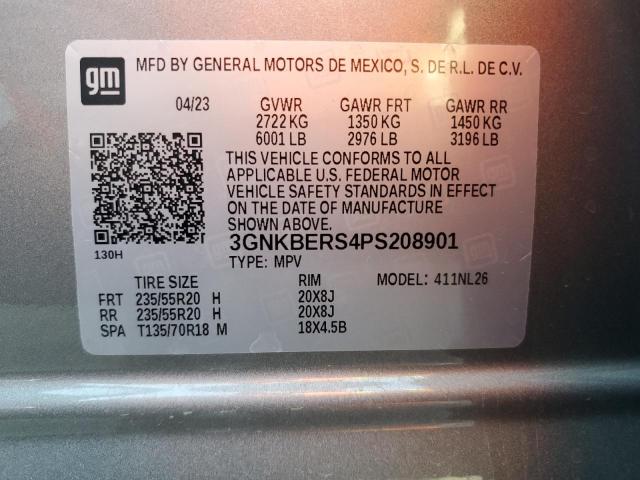 gm
MFD BY GENERAL MOTORS DE MEXICO, S. DE R.L. DE C.V.
04/23 GVWR GAWR FRT GAWR RR
2722 KG 1350 KG 1450 KG
6001 LB 2976 LB 3196 LB
THIS VEHICLE CONFORMS TO ALL
APPLICABLE U.S. FEDERAL MOTOR
VEHICLE SAFETY STANDARDS IN EFFECT
ON THE DATE OF MANUFACTURE
SHOWN ABOVE.
3GNKBERS4PS208901
130H
TYPE: MPV
TIRE SIZE RIM MODEL: 411NL26
FRT 235/55R20 H 20X8J
RR 235/55R20 H 20X8J
SPA T135/70R18 M 18X4.5B